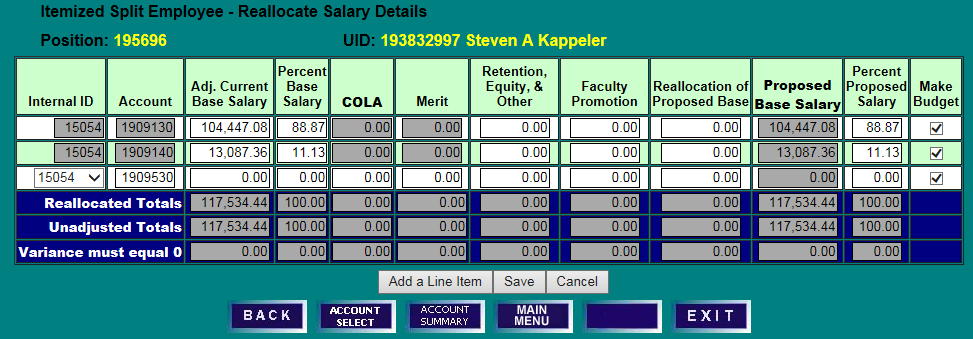 Itemized Split Employee - Reallocate Salary Details
Position: 195696 UID: 193832997 Steven A Kappeler
Internal ID Account Adj. Current Base Salary Percent Base Salary COLA Merit Retention, Equity, & Other Faculty Promotion Reallocation of Proposed Base Proposed Base Salary Percent Proposed Salary Make Budget
15054 1909130 104,447.08 88.87 0.00 0.00 0.00 0.00 0.00 104,447.08 88.87
15054 1909140 13,087.36 11.13 0.00 0.00 0.00 0.00 0.00 13,087.36 11.13
15054 1909530 0.00 0.00 0.00 0.00 0.00 0.00 0.00 0.00 0.00
Reallocated Totals 117,534.44 100.00 0.00 0.00 0.00 0.00 0.00 117,534.44 100.00
Unadjusted Totals 117,534.44 100.00 0.00 0.00 0.00 0.00 0.00 117,534.44 100.00
Variance must equal 0 0.00 0.00 0.00 0.00 0.00 0.00 0.00 0.00 0.00
Add a Line Item Save Cancel
BACK ACCOUNT SELECT ACCOUNT SUMMARY MAIN MENU EXIT